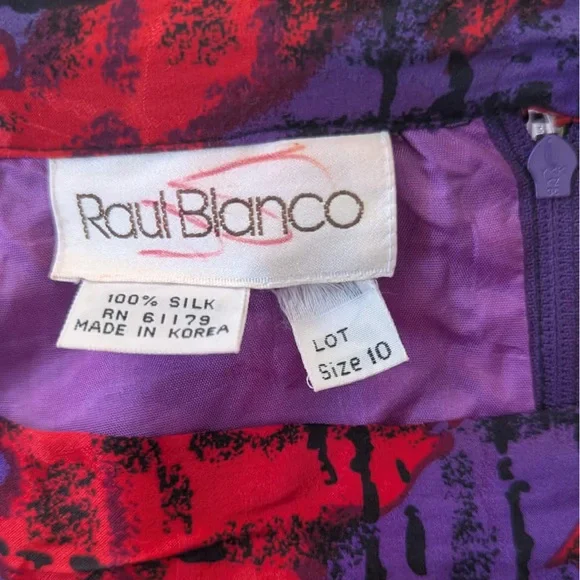 Raul Blanco
100% SILK
RN 61179
MADE IN KOREA
LOT
Size 10